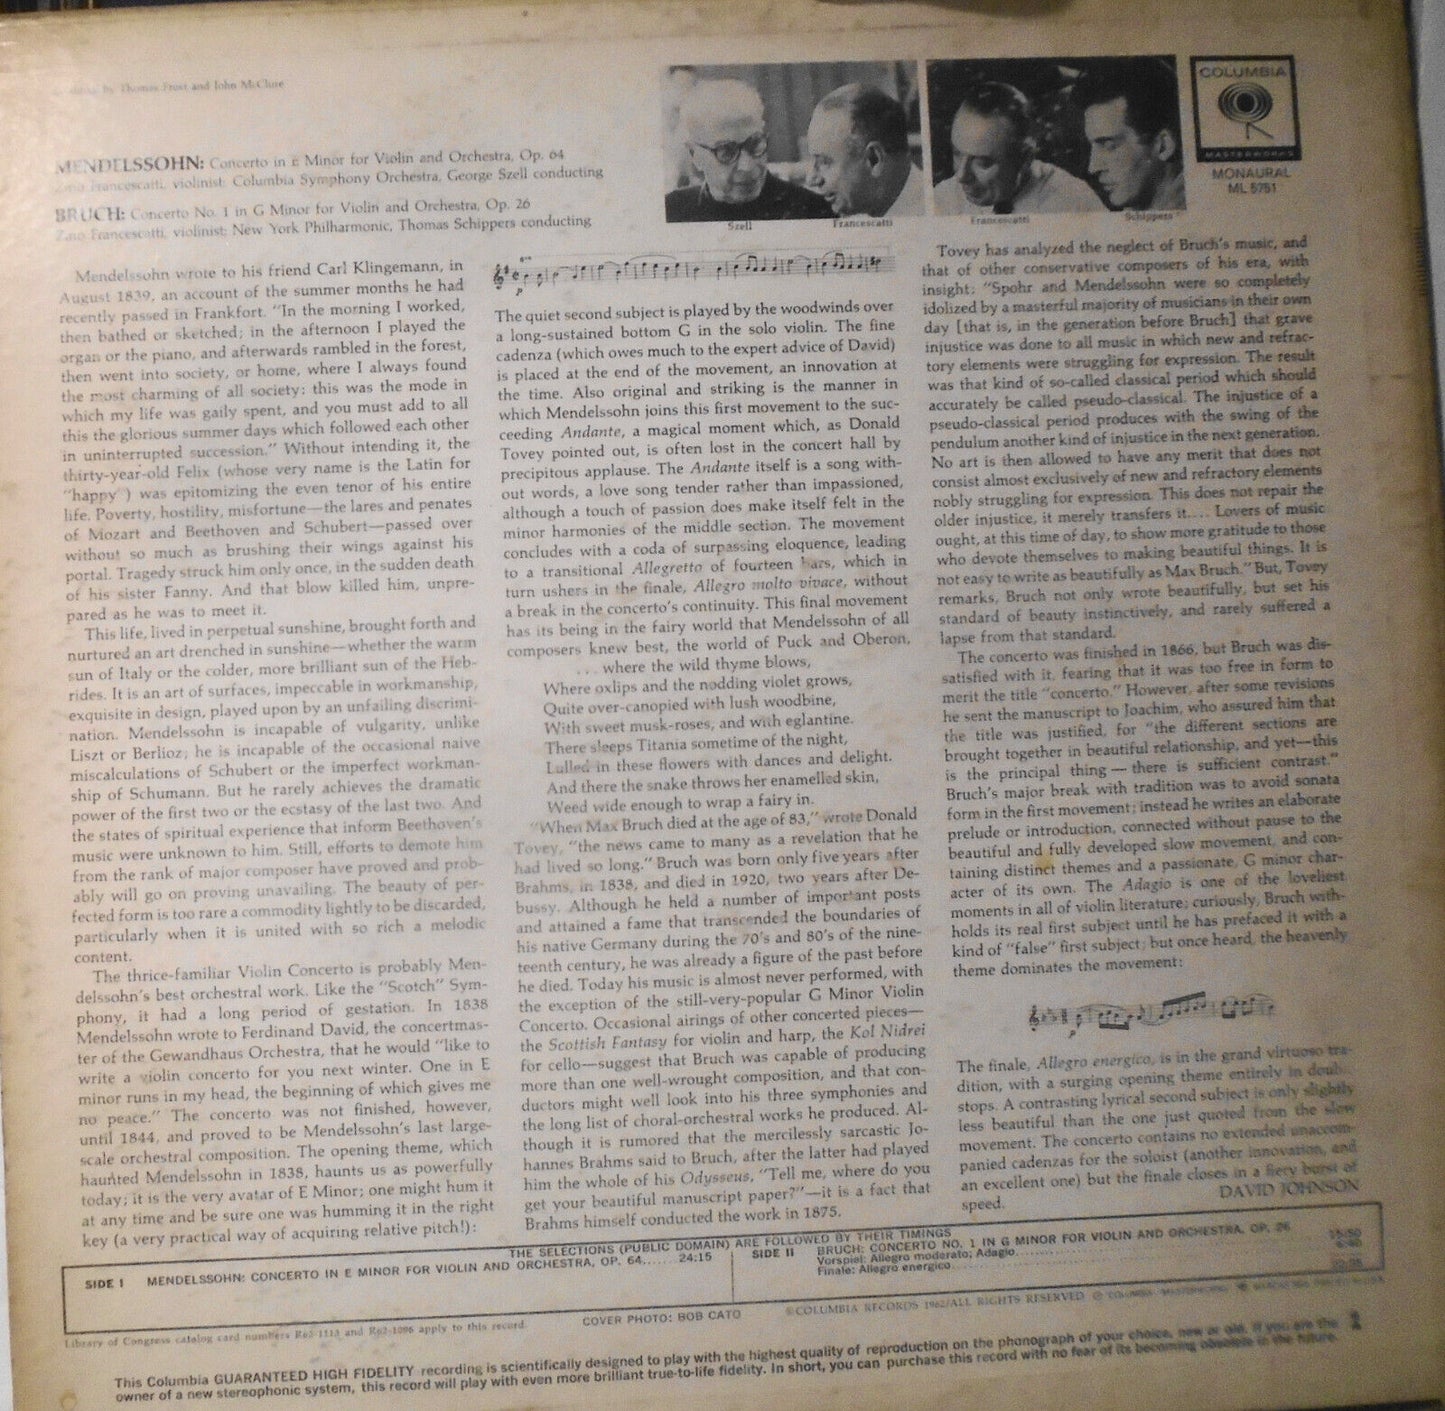 by Thomas Frost and John McClure
MENDELSSOHN: Concerto in E Minor for Violin and Orchestra, Op. 64
Zino Francescatti, violinist; Columbia Symphony Orchestra, George Szell conducting
BRUCH: Concerto No. 1 in G Minor for Violin and Orchestra, Op. 26
Zino Francescatti, violinist; New York Philharmonic, Thomas Schippers conducting
Szell
Francescatti
Francescatti
Schippers
COLUMBIA
MASTERWORKS
MONAURAL
ML 5751
Mendelssohn wrote to his friend Carl Klingemann, in
August 1839, an account of the summer months he had
recently passed in Frankfort. "In the morning I worked,
then bathed or sketched; in the afternoon I played the
organ or the piano, and afterwards rambled in the forest,
then went into society, or home, where I always found
the most charming of all society: this was the mode in
which my life was gaily spent, and you must add to all
this the glorious summer days which followed each other
in uninterrupted succession." Without intending it, the
thirty-year-old Felix (whose very name is the Latin for
"happy") was epitomizing the even tenor of his entire
life. Poverty, hostility, misfortune—the lares and penates
of Mozart and Beethoven and Schubert—passed over
without so much as brushing their wings against his
portal. Tragedy struck him only once, in the sudden death
of his sister Fanny. And that blow killed him, unpre-
pared as he was to meet it.
This life, lived in perpetual sunshine, brought forth and
nurtured an art drenched in sunshine—whether the warm
sun of Italy or the colder, more brilliant sun of the Heb-
rides. It is an art of surfaces, impeccable in workmanship,
exquisite in design, played upon by an unfailing discrimi-
nation. Mendelssohn is incapable of vulgarity, unlike
Liszt or Berlioz; he is incapable of the occasional naive
miscalculations of Schubert or the imperfect workman-
ship of Schumann. But he rarely achieves the dramatic
power of the first two or the ecstasy of the last two. And
the states of spiritual experience that inform Beethoven's
music were unknown to him. Still, efforts to demote him
from the rank of major composer have proved and prob-
ably will go on proving unavailing. The beauty of per-
fected form is too rare a commodity lightly to be discarded,
particularly when it is united with so rich a melodic
content.
The thrice-familiar Violin Concerto is probably Men-
delssohn's best orchestral work. Like the "Scotch" Sym-
phony, it had a long period of gestation. In 1838
Mendelssohn wrote to Ferdinand David, the concertmas-
ter of the Gewandhaus Orchestra, that he would "like to
write a violin concerto for you next winter. One in E
minor runs in my head, the beginning of which gives me
no peace." The concerto was not finished, however,
until 1844, and proved to be Mendelssohn's last large-
scale orchestral composition. The opening theme, which
haunted Mendelssohn in 1838, haunts us as powerfully
today; it is the very avatar of E Minor; one might hum it
at any time and be sure one was humming it in the right
key (a very practical way of acquiring relative pitch!):
The quiet second subject is played by the woodwinds over
a long-sustained bottom G in the solo violin. The fine
cadenza (which owes much to the expert advice of David)
is placed at the end of the movement, an innovation at
the time. Also original and striking is the manner in
which Mendelssohn joins this first movement to the suc-
ceeding Andante, a magical moment which, as Donald
Tovey pointed out, is often lost in the concert hall by
precipitous applause. The Andante itself is a song with-
out words, a love song tender rather than impassioned,
although a touch of passion does make itself felt in the
minor harmonies of the middle section. The movement
concludes with a coda of surpassing eloquence, leading
to a transitional Allegretto of fourteen bars, which in
turn ushers in the finale, Allegro molto vivace, without
a break in the concerto's continuity. This final movement
has its being in the fairy world that Mendelssohn of all
composers knew best, the world of Puck and Oberon,
. . . where the wild thyme blows,
Where oxlips and the nodding violet grows,
Quite over-canopied with lush woodbine,
With sweet musk-roses, and with eglantine.
There sleeps Titania sometime of the night,
Lulled in these flowers with dances and delight.
And there the snake throws her enamelled skin,
Weed wide enough to wrap a fairy in.
"When Max Bruch died at the age of 83," wrote Donald
Tovey, "the news came to many as a revelation that he
had lived so long." Bruch was born only five years after
Brahms, in 1838, and died in 1920, two years after De-
bussy. Although he held a number of important posts
and attained a fame that transcended the boundaries of
his native Germany during the 70's and 80's of the nine-
teenth century, he was already a figure of the past before
he died. Today his music is almost never performed, with
the exception of the still-very-popular G Minor Violin
Concerto. Occasional airings of other concerted pieces—
the Scottish Fantasy for violin and harp, the Kol Nidrei
for cello—suggest that Bruch was capable of producing
more than one well-wrought composition, and that con-
ductors might well look into his three symphonies and
the long list of choral-orchestral works he produced. Al-
though it is rumored that the mercilessly sarcastic Jo-
hannes Brahms said to Bruch, after the latter had played
him the whole of his Odysseus, "Tell me, where do you
get your beautiful manuscript paper?"—it is a fact that
Brahms himself conducted the work in 1875.
Tovey has analyzed the neglect of Bruch's music, and
that of other conservative composers of his era, with
insight: "Spohr and Mendelssohn were so completely
idolized by a masterful majority of musicians in their own
day [that is, in the generation before Bruch] that grave
injustice was done to all music in which new and refrac-
tory elements were struggling for expression. The result
was that kind of so-called classical period which should
accurately be called pseudo-classical. The injustice of a
pseudo-classical period produces with the swing of the
pendulum another kind of injustice in the next generation.
No art is then allowed to have any merit that does not
consist almost exclusively of new and refractory elements
nobly struggling for expression. This does not repair the
older injustice, it merely transfers it.... Lovers of music
ought, at this time of day, to show more gratitude to those
who devote themselves to making beautiful things. It is
not easy to write as beautifully as Max Bruch." But, Tovey
remarks, Bruch not only wrote beautifully, but set his
standard of beauty instinctively, and rarely suffered a
lapse from that standard.
The concerto was finished in 1866, but Bruch was dis-
satisfied with it, fearing that it was too free in form to
merit the title "concerto." However, after some revisions
he sent the manuscript to Joachim, who assured him that
the title was justified, for "the different sections are
brought together in beautiful relationship, and yet—this
is the principal thing—there is sufficient contrast."
Bruch's major break with tradition was to avoid sonata
form in the first movement; instead he writes an elaborate
prelude or introduction, connected without pause to the
beautiful and fully developed slow movement, and con-
taining distinct themes and a passionate, G minor char-
acter of its own. The Adagio is one of the loveliest
moments in all of violin literature; curiously, Bruch with-
holds its real first subject until he has prefaced it with a
kind of "false" first subject; but once heard, the heavenly
theme dominates the movement:
The finale, Allegro energico, is in the grand virtuoso tra-
dition, with a surging opening theme entirely in double
stops. A contrasting lyrical second subject is only slightly
less beautiful than the one just quoted from the slow
movement. The concerto contains no extended unaccom-
panied cadenzas for the soloist (another innovation, and
an excellent one) but the finale closes in a fiery burst of
speed.
DAVID JOHNSON
THE SELECTIONS (PUBLIC DOMAIN) ARE FOLLOWED BY THEIR TIMINGS
SIDE I MENDELSSOHN: CONCERTO IN E MINOR FOR VIOLIN AND ORCHESTRA, OP. 64...... 24:15
SIDE II BRUCH: CONCERTO NO. 1 IN G MINOR FOR VIOLIN AND ORCHESTRA, OP. 26
Vorspiel: Allegro moderato; Adagio
Finale: Allegro energico
Library of Congress catalog card numbers R62-1113 and R62-1096 apply to this record.
COVER PHOTO: BOB CATO
©COLUMBIA RECORDS 1962/ALL RIGHTS RESERVED
This Columbia GUARANTEED HIGH FIDELITY recording is scientifically designed to play with the highest quality of reproduction on the phonograph of your choice, new or old. If you are the
owner of a new stereophonic system, this record will play with even more brilliant true-to-life fidelity. In short, you can purchase this record with no fear of its becoming obsolete in the future.